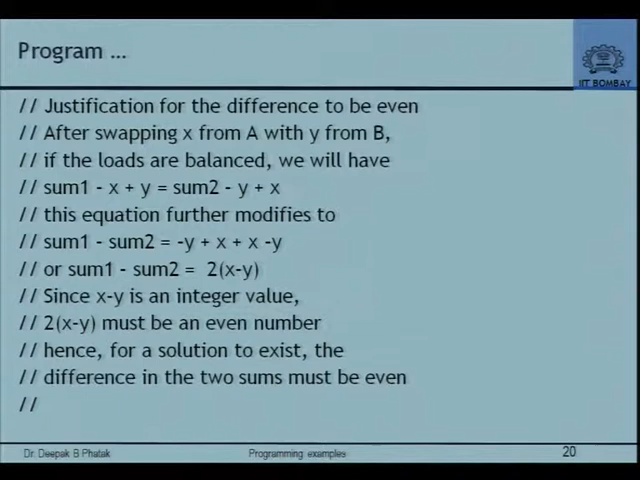 Program ...
IIT BOMBAY
// Justification for the difference to be even
// After swapping x from A with y from B,
// if the loads are balanced, we will have
// sum1 - x + y = sum2 - y + x
// this equation further modifies to
// sum1 - sum2 = -y + x + x -y
// or sum1 - sum2 =  2(x-y)
// Since x-y is an integer value,
// 2(x-y) must be an even number
// hence, for a solution to exist, the
// difference in the two sums must be even
//
Dr. Deepak B Phatak
Programming examples
20